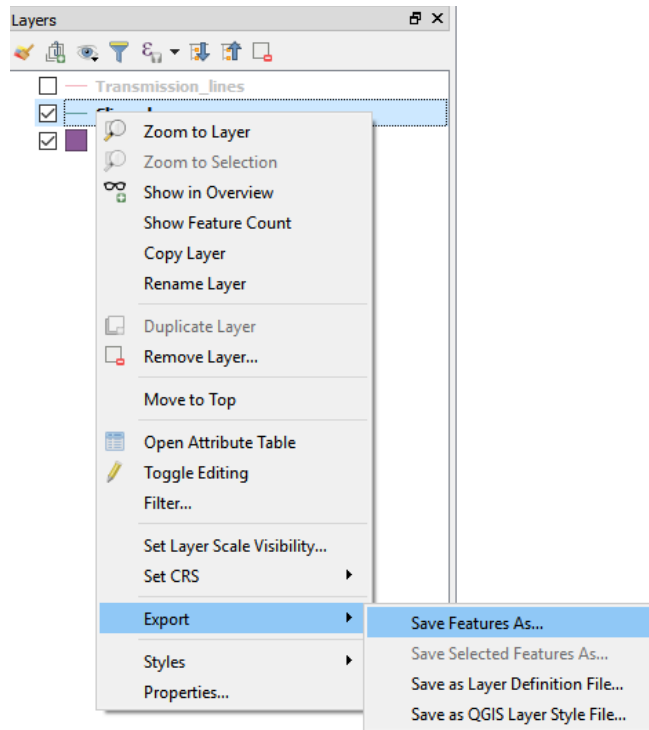 Layers
Transmission_lines
Zoom to Layer
Zoom to Selection
Show in Overview
Show Feature Count
Copy Layer
Rename Layer
Duplicate Layer
Remove Layer...
Move to Top
Open Attribute Table
Toggle Editing
Filter...
Set Layer Scale Visibility...
Set CRS
Export
Save Features As...
Save Selected Features As...
Styles
Save as Layer Definition File...
Properties...
Save as QGIS Layer Style File...